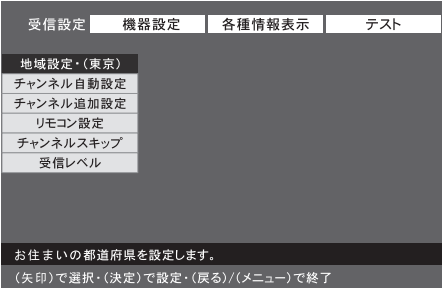 受信設定 機器設定 各種情報表示 テスト
地域設定・(東京)
チャンネル自動設定
チャンネル追加設定
リモコン設定
チャンネルスキップ
受信レベル
お住まいの都道府県を設定します。
(矢印)で選択・(決定)で設定・(戻る)/(メニュー)で終了